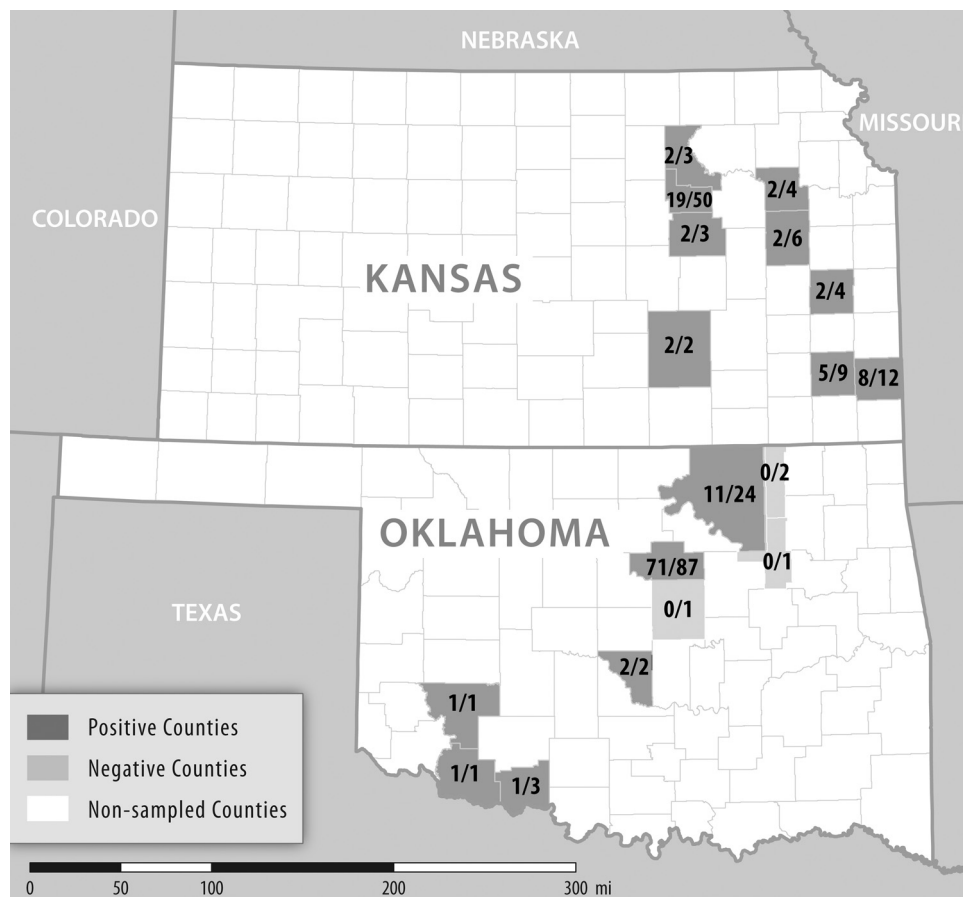 NEBRASKA
MISSOUR
COLORADO
KANSAS
2/3
19/50
2/3
2/4
2/6
2/4
2/2
5/9
8/12
OKLAHOMA
TEXAS
11/24
0/2
0/1
71/87
0/1
2/2
1/1
1/1
1/3
Positive Counties
Negative Counties
Non-sampled Counties
0 50 100 200 300 mi